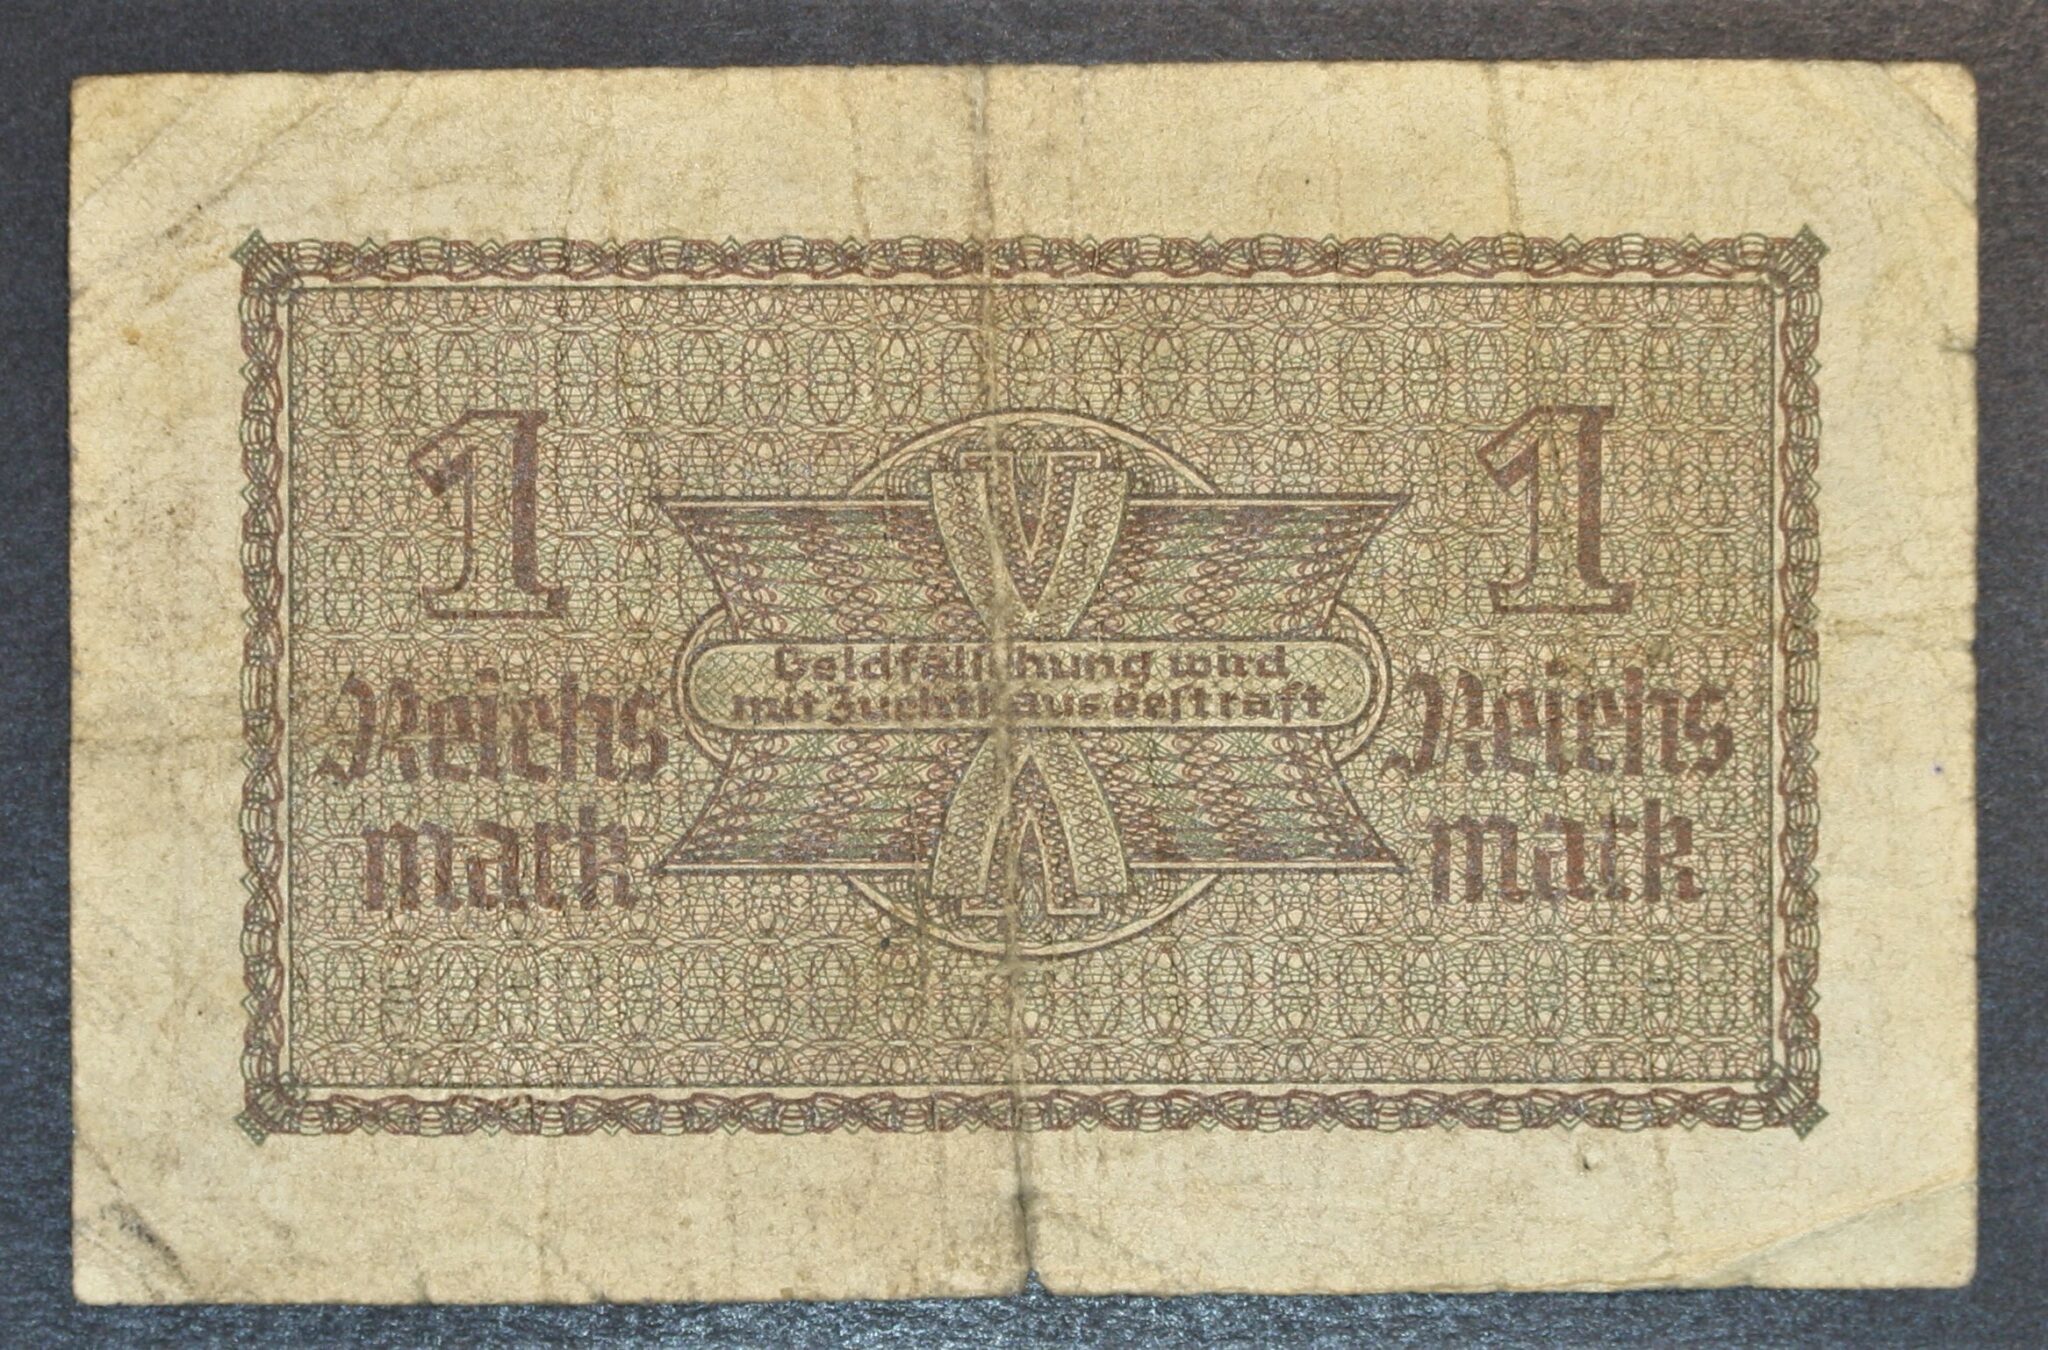 1
Reichs
mark
Geldfälschung wird
mit Zuchthaus bestraft
1
Reichs
mark